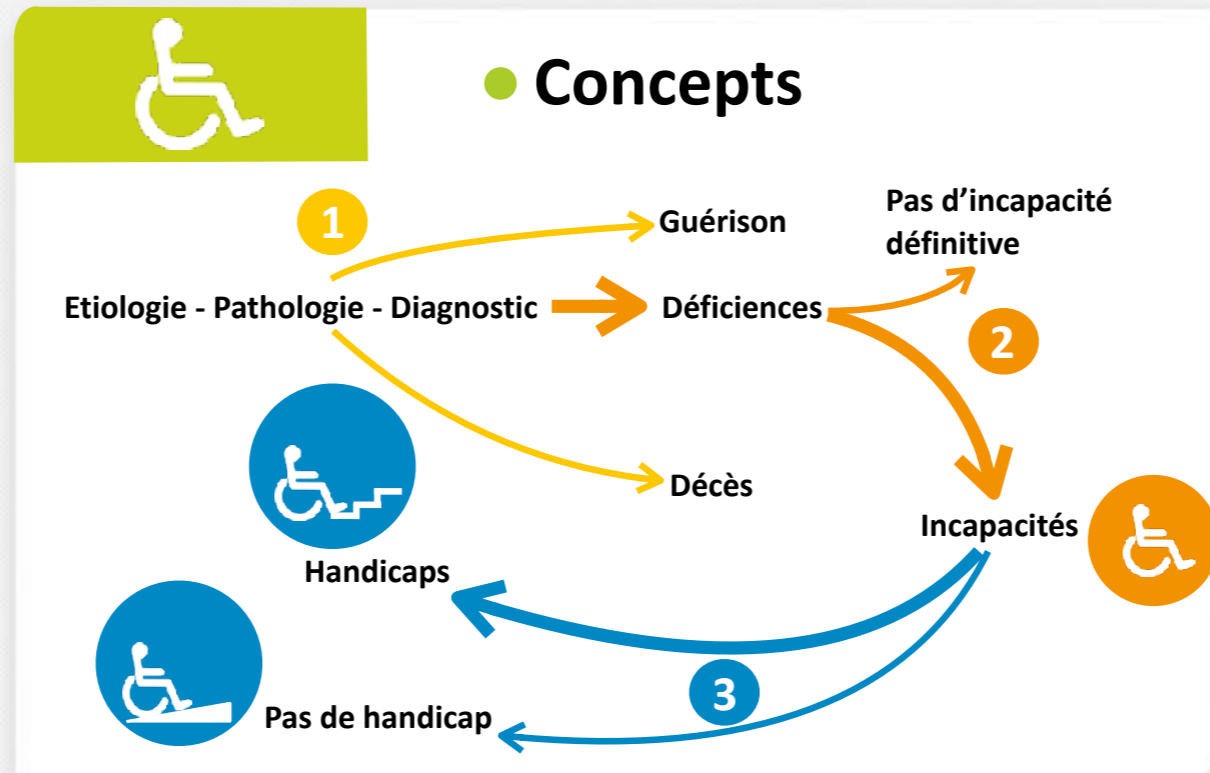 • Concepts
1
Guérison
Pas d’incapacité
définitive
Etiologie - Pathologie - Diagnostic
Déficiences
2
Décès
Incapacités
Handicaps
3
Pas de handicap